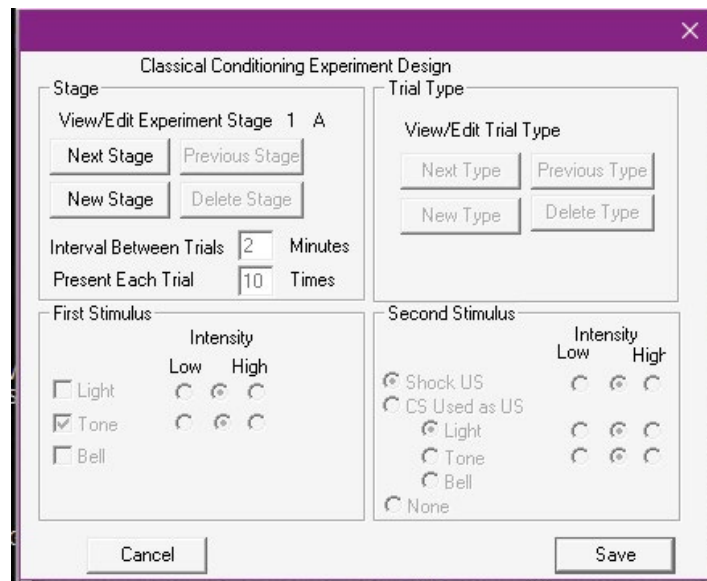 Classical Conditioning Experiment Design
Stage
View/Edit Experiment Stage 1 A
Next Stage Previous Stage
New Stage Delete Stage
Interval Between Trials 2 Minutes
Present Each Trial 10 Times
Trial Type
View/Edit Trial Type
Next Type Previous Type
New Type Delete Type
First Stimulus
Intensity
Low High
Light
Tone
Bell
Second Stimulus
Intensity
Low High
Shock US
CS Used as US
Light
Tone
Bell
None
Cancel
Save